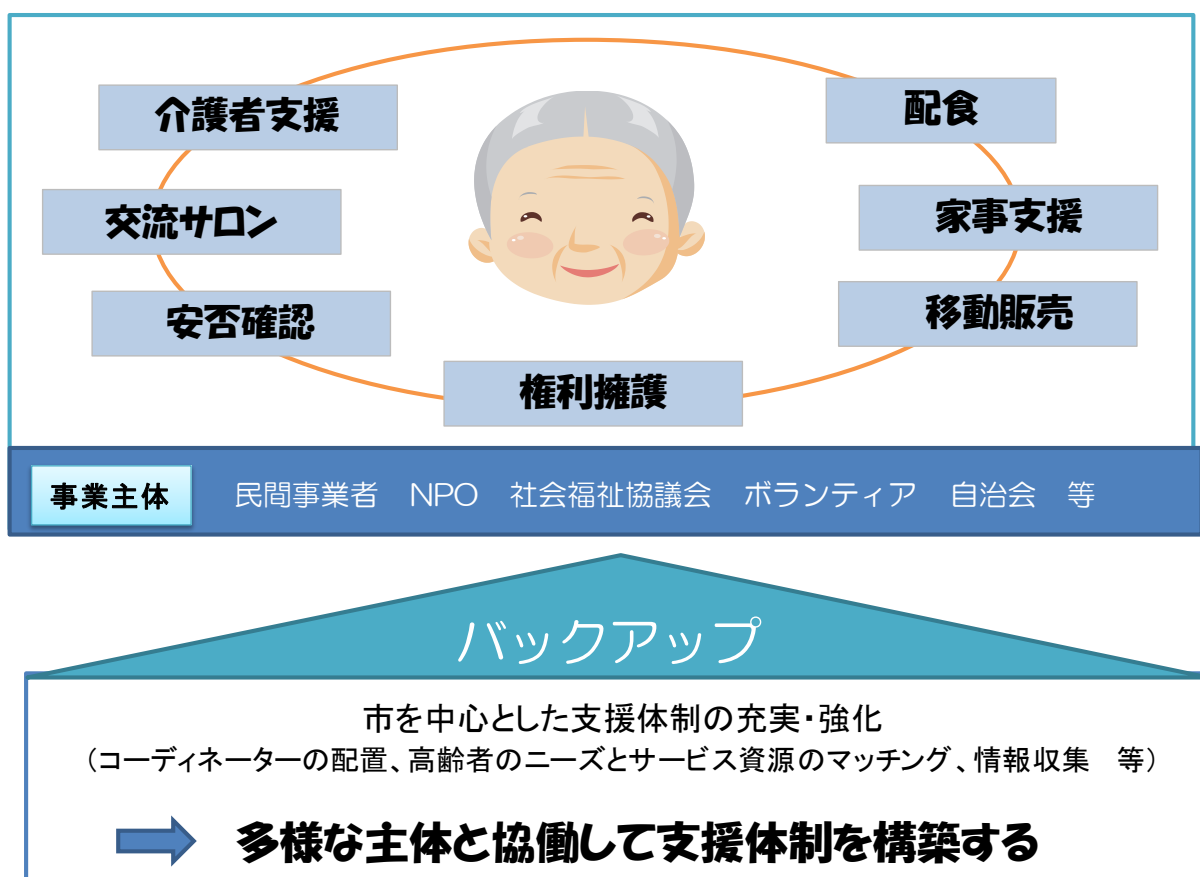 介護者支援
配食
交流サロン
家事支援
安否確認
移動販売
権利擁護
事業主体　民間事業者　NPO　社会福祉協議会　ボランティア　自治会　等
バックアップ
市を中心とした支援体制の充実・強化
（コーディネーターの配置、高齢者のニーズとサービス資源のマッチング、情報収集　等）
多様な主体と協働して支援体制を構築する